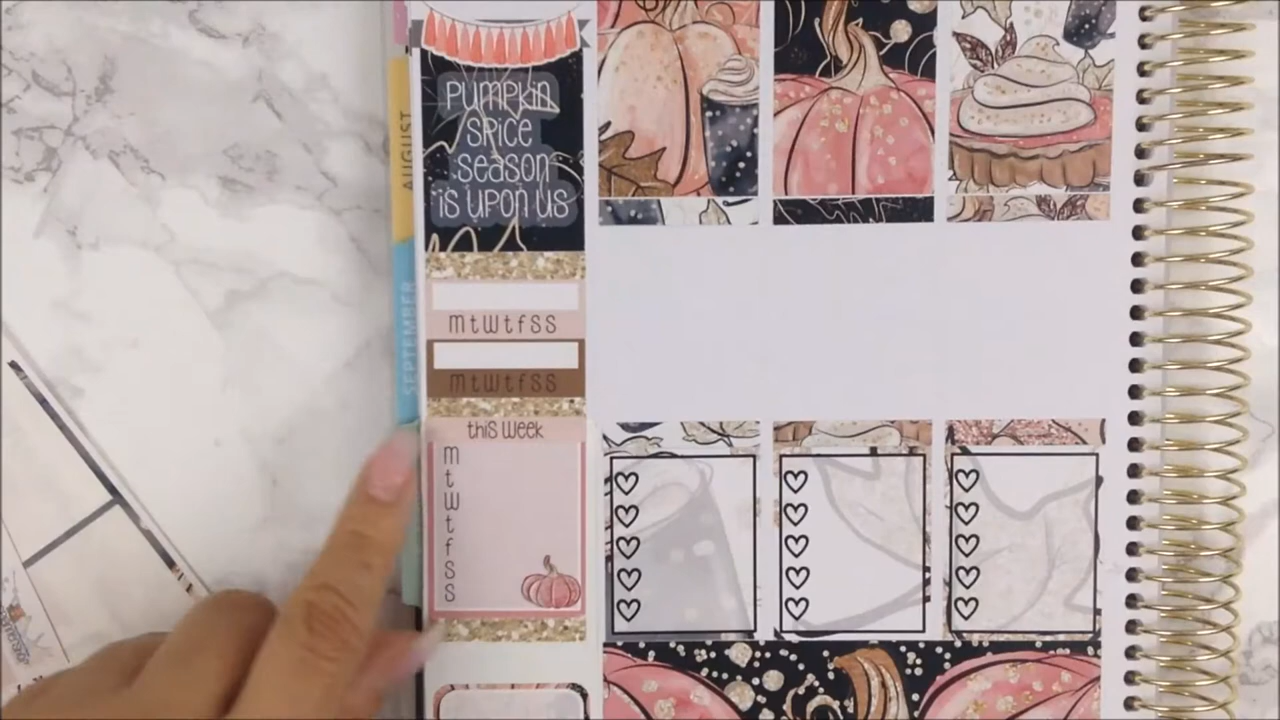 AUGUST
PUMPKIN
SPICE
SEASON
IS UPON US
SEPTEMBER
mtWtfSS
mtWtfSS
this week
m
t
W
t
f
S
S